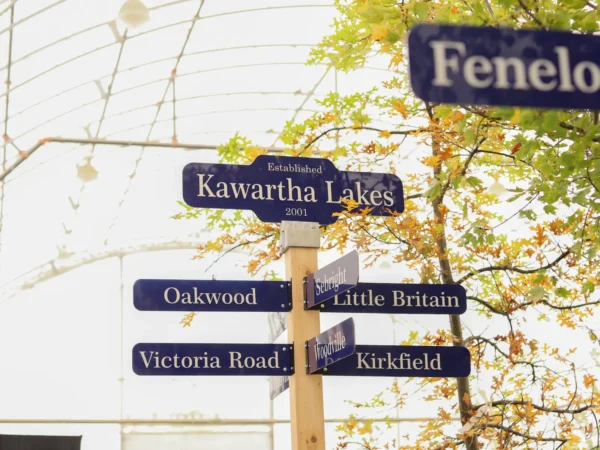 Fenelo
Established
Kawartha Lakes
2001
Sebright
Oakwood
Little Britain
Woodville
Victoria Road
Kirkfield